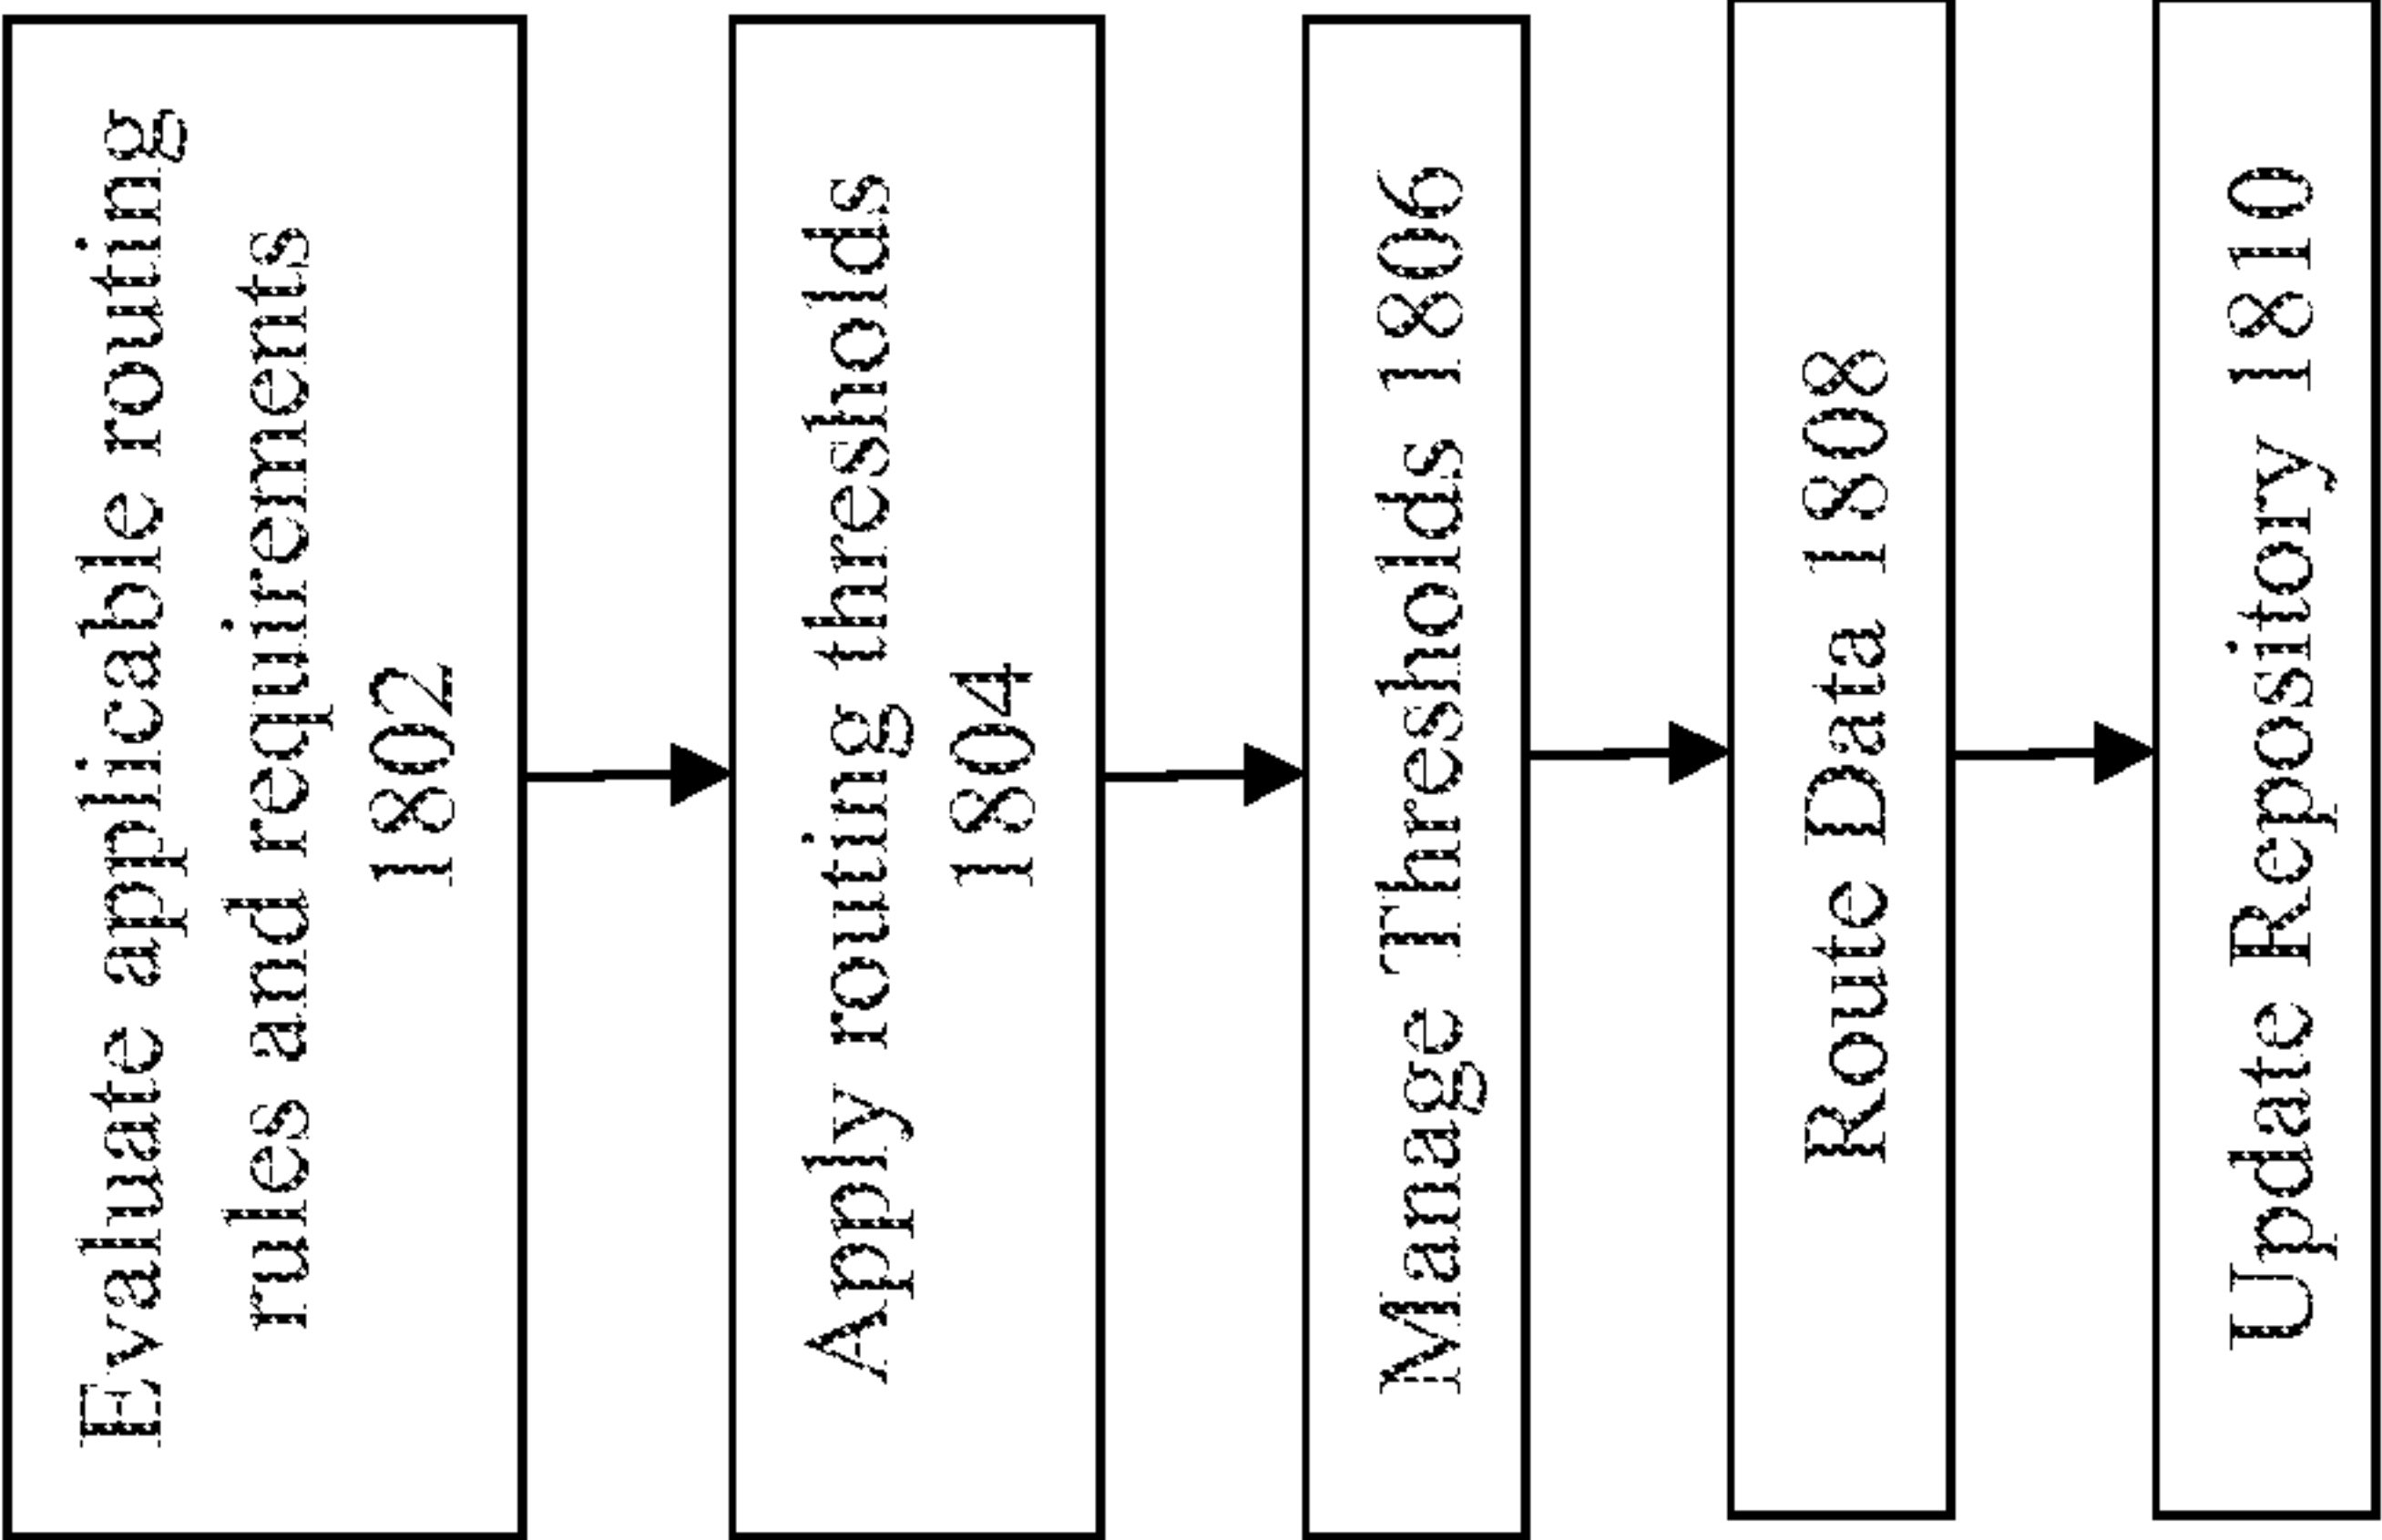 Evaluate applicable routing
rules and requirements
1802
Apply routing thresholds
1804
Manage Thresholds 1806
Route Data 1808
Update Repository 1810